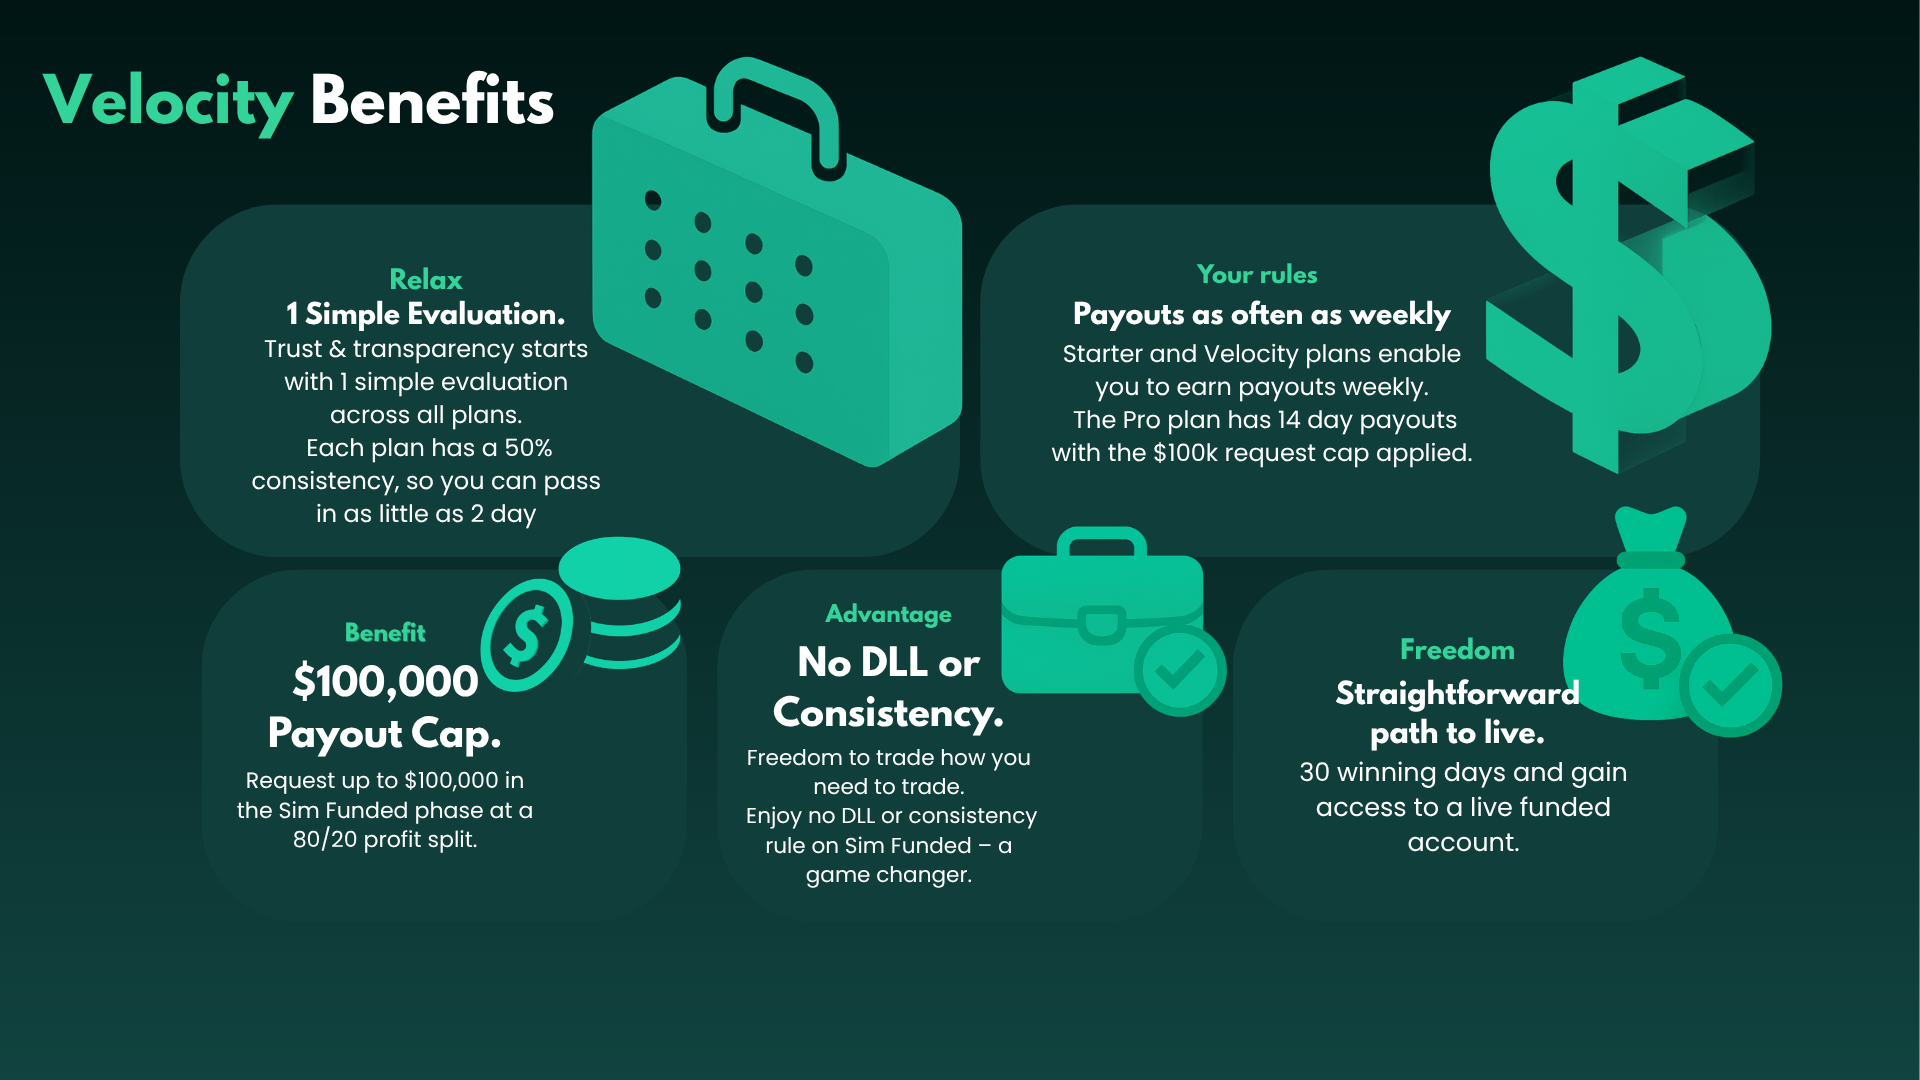 Velocity Benefits
Relax
1 Simple Evaluation.
Trust & transparency starts
with 1 simple evaluation
across all plans.
Each plan has a 50%
consistency, so you can pass
in as little as 2 day
Your rules
Payouts as often as weekly
Starter and Velocity plans enable
you to earn payouts weekly.
The Pro plan has 14 day payouts
with the $100k request cap applied.
Benefit
$100,000
Payout Cap.
Request up to $100,000 in
the Sim Funded phase at a
80/20 profit split.
$
Advantage
No DLL or
Consistency.
Freedom to trade how you
need to trade.
Enjoy no DLL or consistency
rule on Sim Funded – a
game changer.
Freedom
Straightforward
path to live.
30 winning days and gain
access to a live funded
account.
$
$